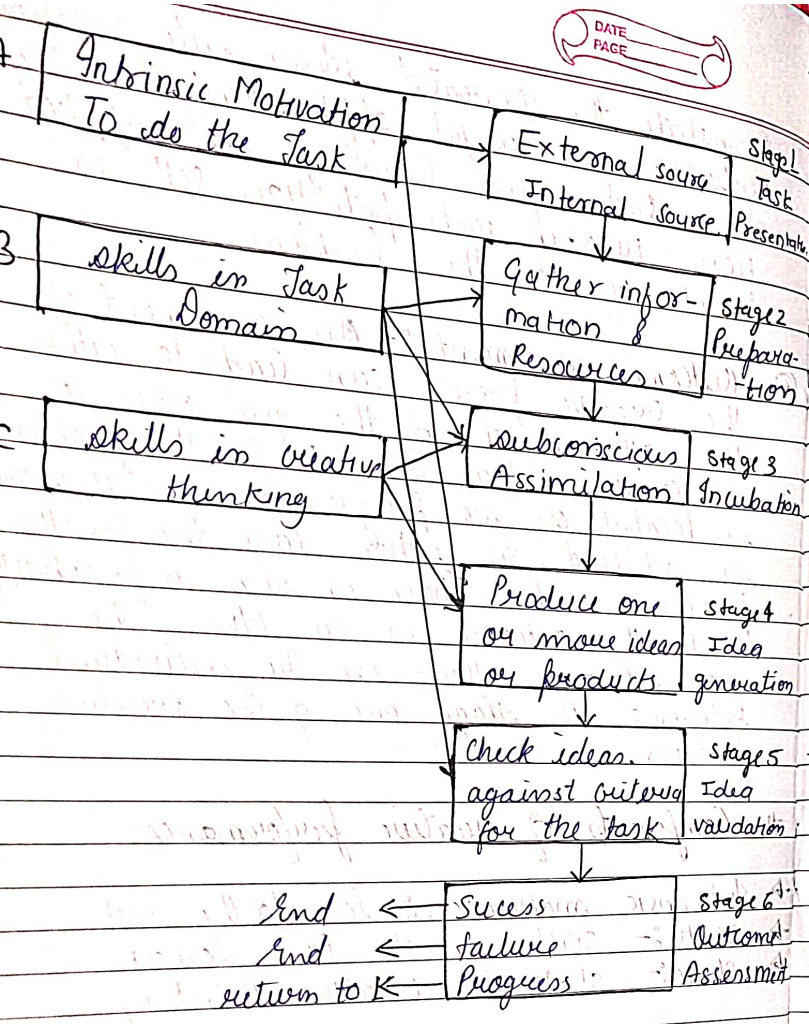 DATE
PAGE
Intrinsic Motivation
To do the Task
External source
Internal source
Stage 1
Task
B
skills in Task
Domain
Gather infor-
mation &
Resources
Stage 2
Prepara-
-tion
skills in creative
thinking
subconscious
Assimilation
Stage 3
Incubation
Produce one
or more ideas
or products
Stage 4
Idea
generation
Check ideas.
against criteria
for the task
Stage 5
Idea
validation
Sucess
failure
Progress
End
End
return to
Stage 6
Assessment